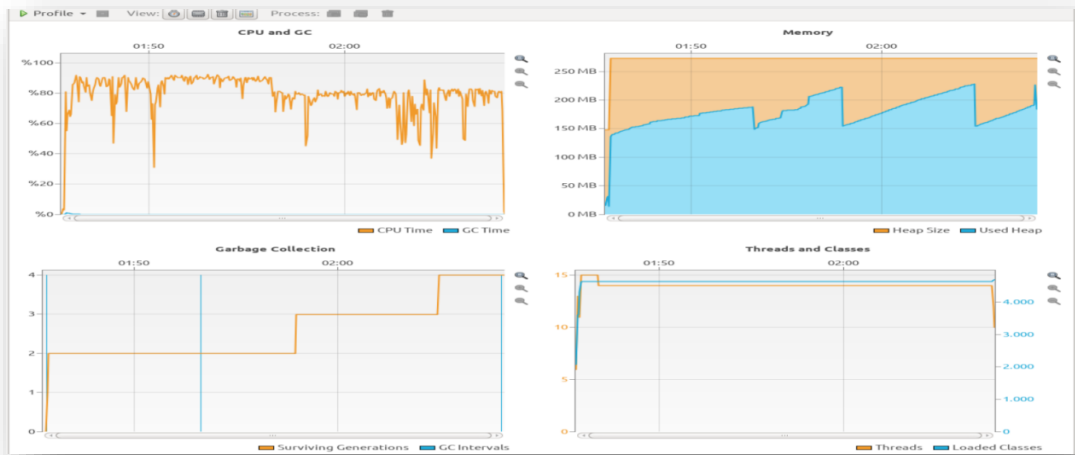 Profile View: Process:
CPU and GC
01:50 02:00
%100
%80
%60
%40
%20
%0
CPU Time GC Time
Memory
01:50 02:00
250 MB
200 MB
150 MB
100 MB
50 MB
0 MB
Heap Size Used Heap
Garbage Collection
01:50 02:00
4
3
2
1
0
Surviving Generations GC Intervals
Threads and Classes
01:50 02:00
15
10
5
0
4.000
3.000
2.000
1.000
0
Threads Loaded Classes